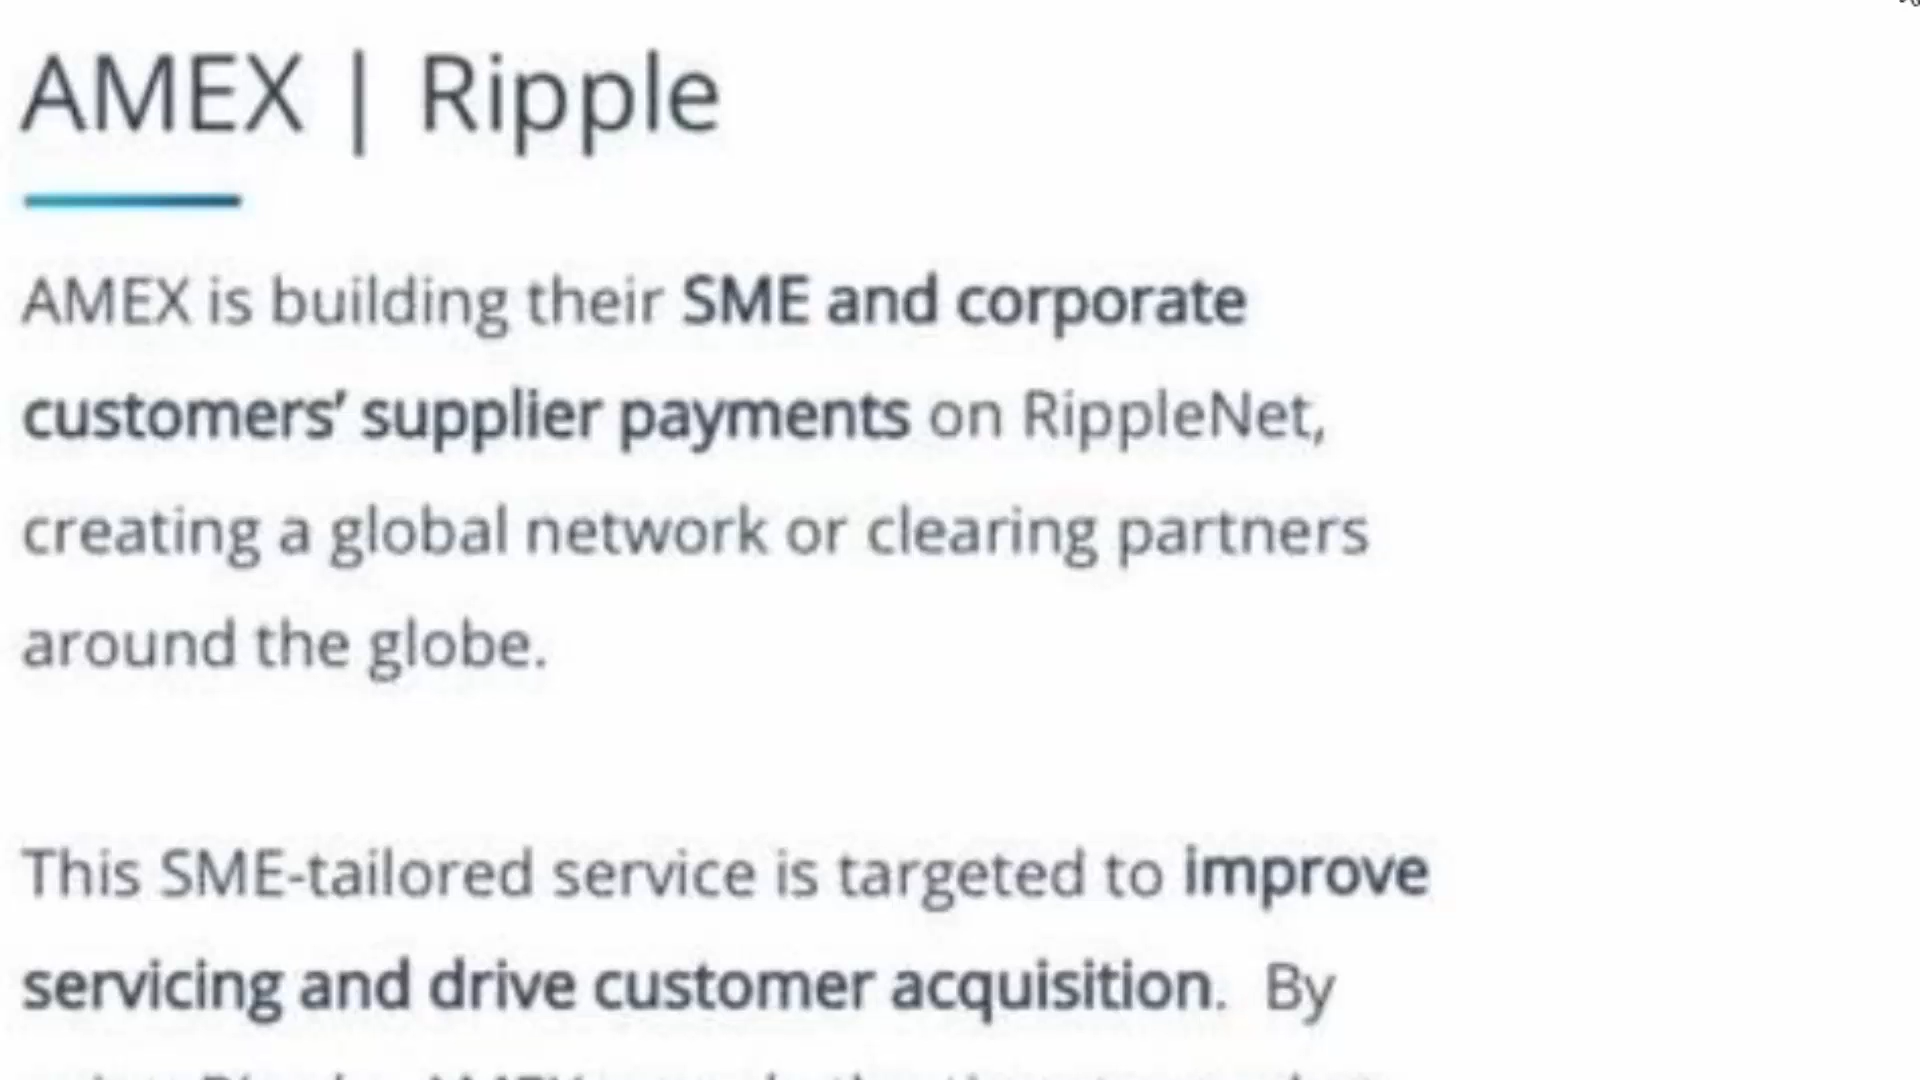 AMEX | Ripple
AMEX is building their SME and corporate
customers’ supplier payments on RippleNet,
creating a global network or clearing partners
around the globe.
This SME-tailored service is targeted to improve
servicing and drive customer acquisition. By